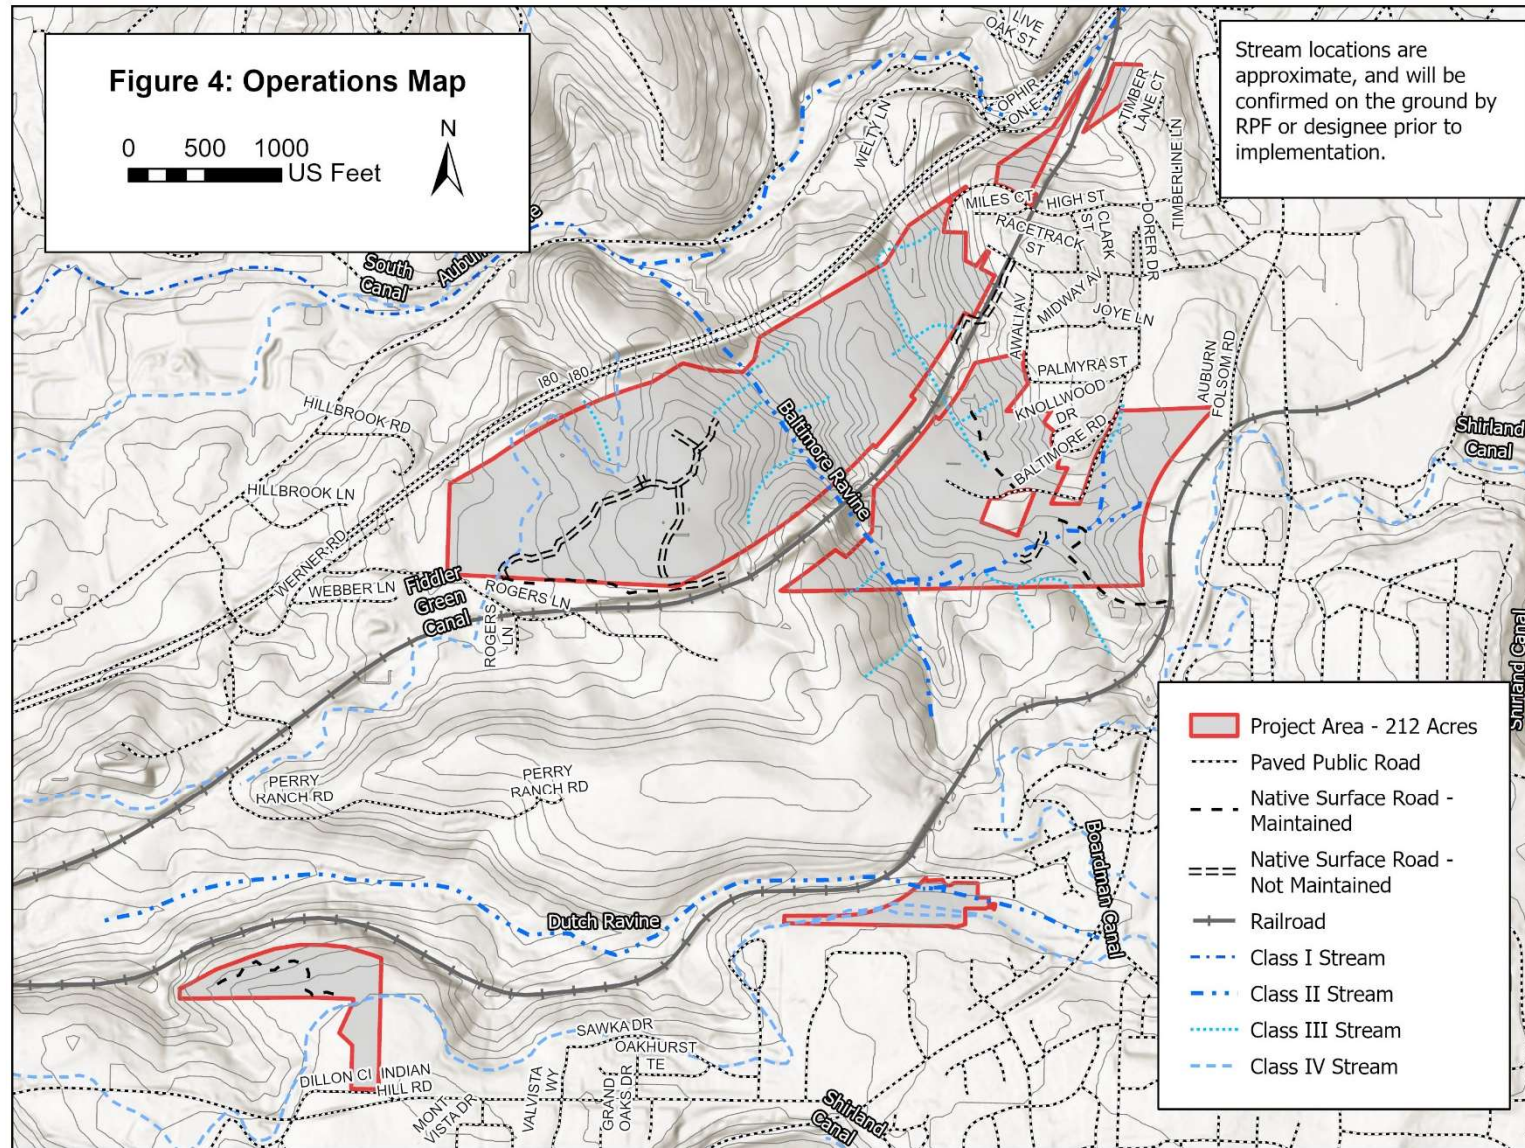 Figure 4: Operations Map
0 500 1000
US Feet
N
Stream locations are
approximate, and will be
confirmed on the ground by
RPF or designee prior to
implementation.
LIVE
OAK ST
OPHIR
ON E
WELTY LN
TIMBER
LANE CT
TIMBERLINE LN
MILES CT
HIGH ST
RACETRACK
ST
CLARK
ST
DORER DR
South
Canal
MIDWAY AV
JOYE LN
AWALI AV
PALMYRA ST
KNOLLWOOD
DR
BALTIMORE RD
AUBURN
FOLSOM RD
I80 I80
HILLBROOK RD
Baltimore Ravine
Shirland
Canal
HILLBROOK LN
WERNER RD
WEBBER LN
Fiddler
Green
Canal
ROGERS LN
ROGERS
LN
Shirland Canal
PERRY
RANCH RD
PERRY
RANCH RD
Boardman Canal
Dutch Ravine
SAWKA DR
OAKHURST
TE
DILLON CI
INDIAN
HILL RD
MONT
VISTA DR
VALVISTA
WY
GRAND
OAKS DR
Shirland
Canal
Project Area - 212 Acres
Paved Public Road
Native Surface Road -
Maintained
Native Surface Road -
Not Maintained
Railroad
Class I Stream
Class II Stream
Class III Stream
Class IV Stream